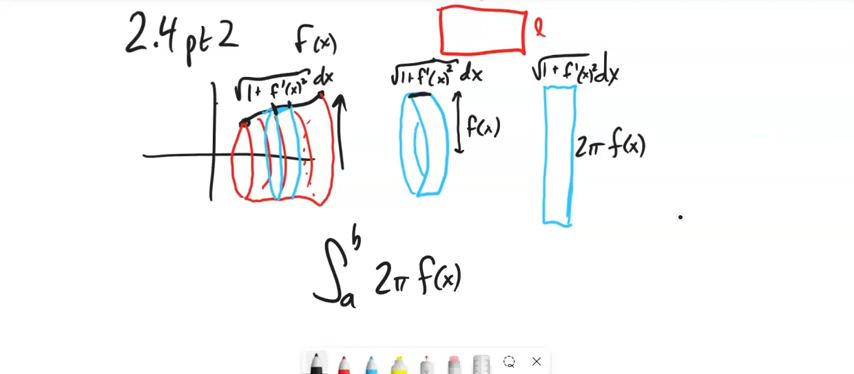 2.4 pt 2
f(x)
l
√1 + f'(x)² dx
√1 + f'(x)² dx
√1 + f'(x)² dx
f(x)
2π f(x)
∫ₐᵇ 2π f(x)